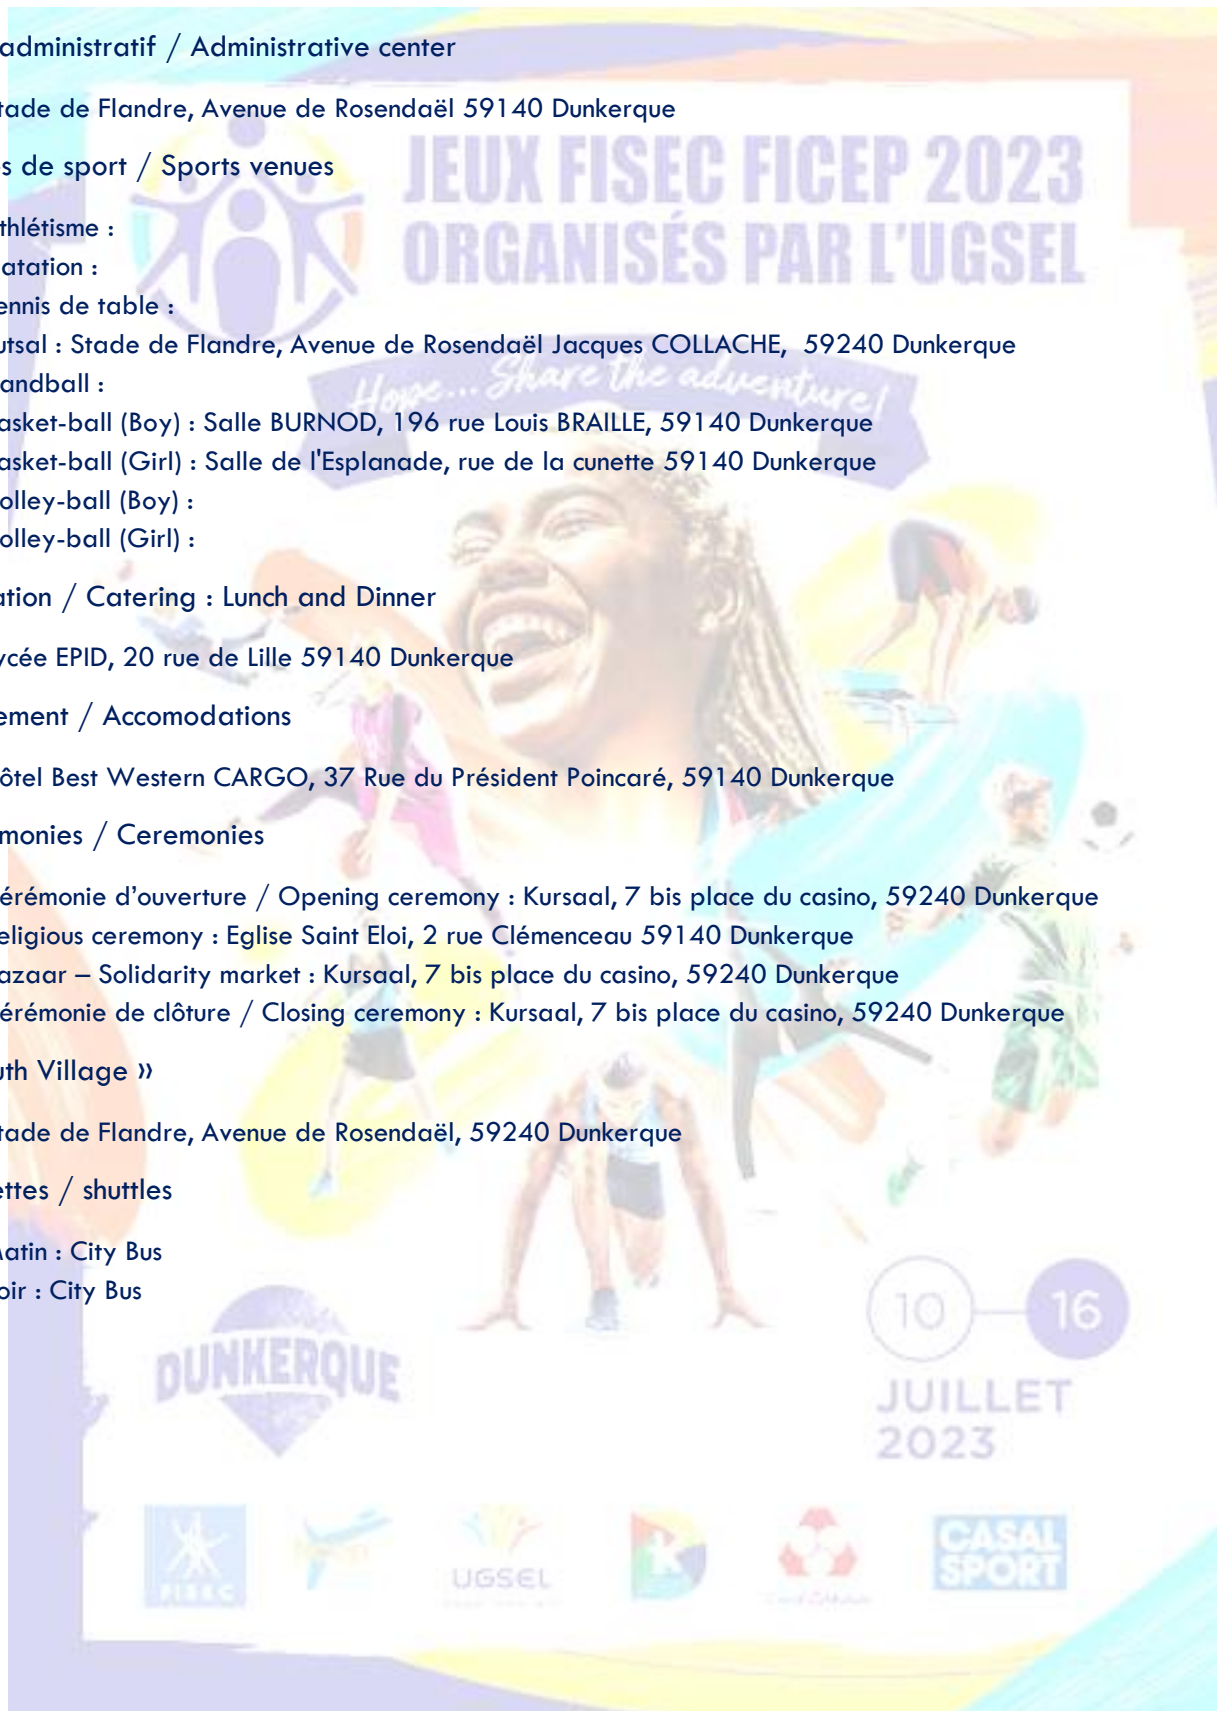 administratif / Administrative center
tade de Flandre, Avenue de Rosendaël 59140 Dunkerque
s de sport / Sports venues
JEUX FISEC FICEP 2023
ORGANISÉS PAR L'UGSEL
thlétisme :
atation :
ennis de table :
utsal : Stade de Flandre, Avenue de Rosendaël Jacques COLLACHE, 59240 Dunkerque
andball :
Hope... Share the adventure!
asket-ball (Boy) : Salle BURNOD, 196 rue Louis BRAILLE, 59140 Dunkerque
asket-ball (Girl) : Salle de l'Esplanade, rue de la cunette 59140 Dunkerque
olley-ball (Boy) :
olley-ball (Girl) :
ation / Catering : Lunch and Dinner
ycée EPID, 20 rue de Lille 59140 Dunkerque
ement / Accomodations
ôtel Best Western CARGO, 37 Rue du Président Poincaré, 59140 Dunkerque
monies / Ceremonies
érémonie d’ouverture / Opening ceremony : Kursaal, 7 bis place du casino, 59240 Dunkerque
eligious ceremony : Eglise Saint Eloi, 2 rue Clémenceau 59140 Dunkerque
azaar – Solidarity market : Kursaal, 7 bis place du casino, 59240 Dunkerque
érémonie de clôture / Closing ceremony : Kursaal, 7 bis place du casino, 59240 Dunkerque
uth Village »
tade de Flandre, Avenue de Rosendaël, 59240 Dunkerque
ettes / shuttles
atin : City Bus
oir : City Bus
10 16
DUNKERQUE
JUILLET
2023
FISEC
UGSEL
k
CASAL
SPORT